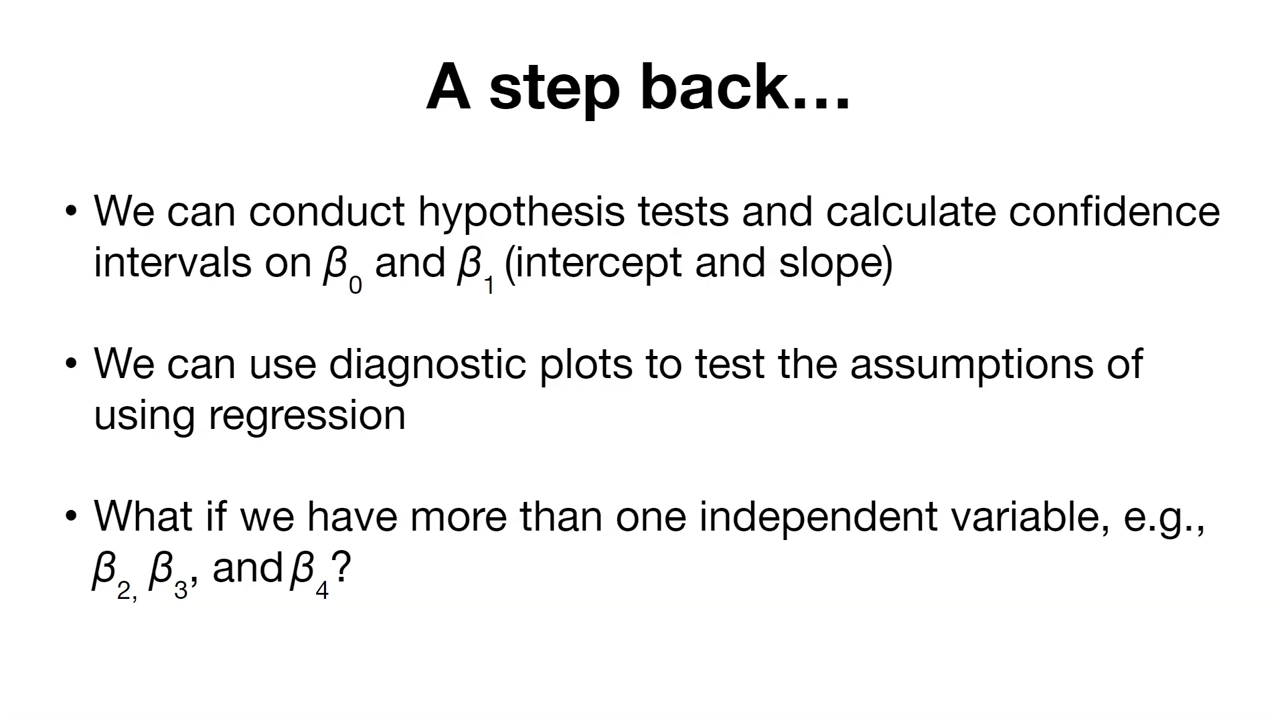 A step back…
• We can conduct hypothesis tests and calculate confidence
intervals on β₀ and β₁ (intercept and slope)
• We can use diagnostic plots to test the assumptions of
using regression
• What if we have more than one independent variable, e.g.,
β₂, β₃, and β₄?